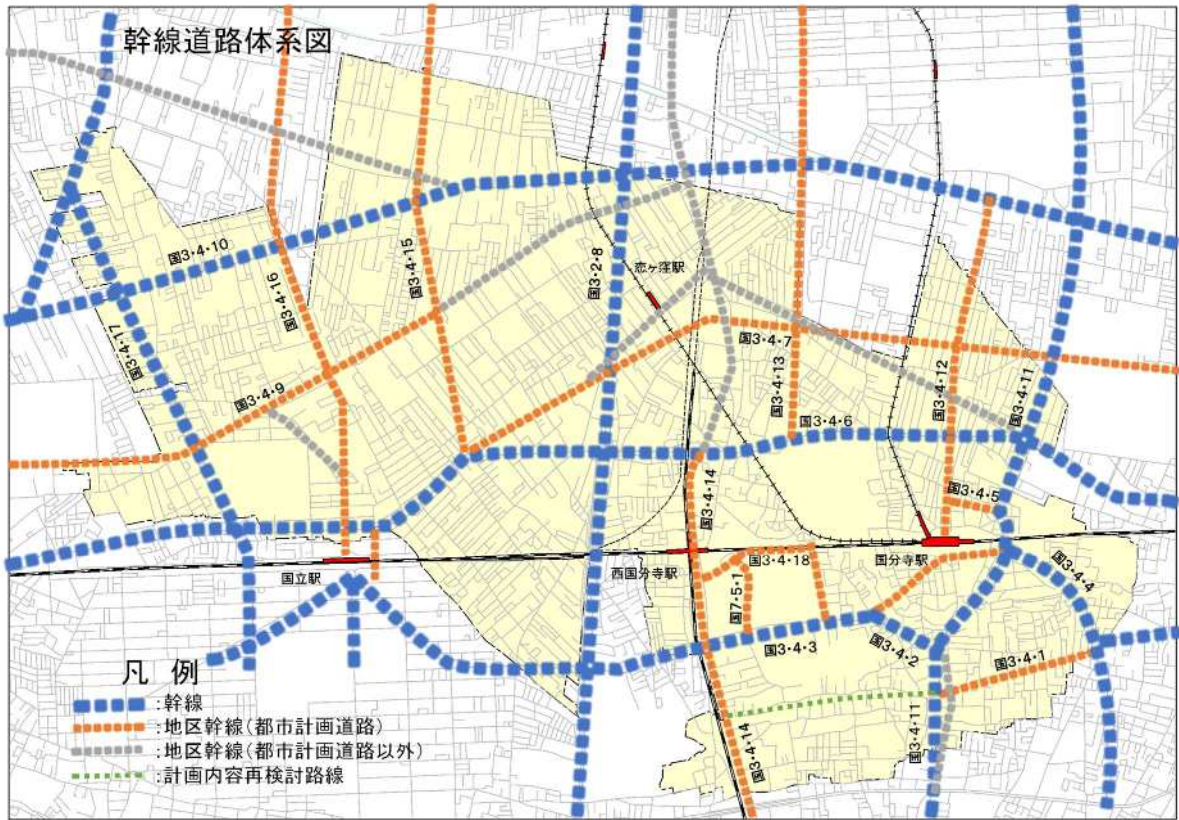 幹線道路体系図
国3・4・10
国3・4・16
国3・4・15
国3・2・8
恋ヶ窪駅
国3・4・17
国3・4・9
国3・4・7
国3・4・13
国3・4・12
国3・4・11
国3・4・6
国3・4・14
国3・4・5
国立駅
西国分寺駅
国3・4・18
国分寺駅
国3・4・4
国7・5・1
国3・4・3
国3・4・2
国3・4・1
国3・4・11
国3・4・14
凡 例
:幹線
:地区幹線(都市計画道路)
:地区幹線(都市計画道路以外)
:計画内容再検討路線